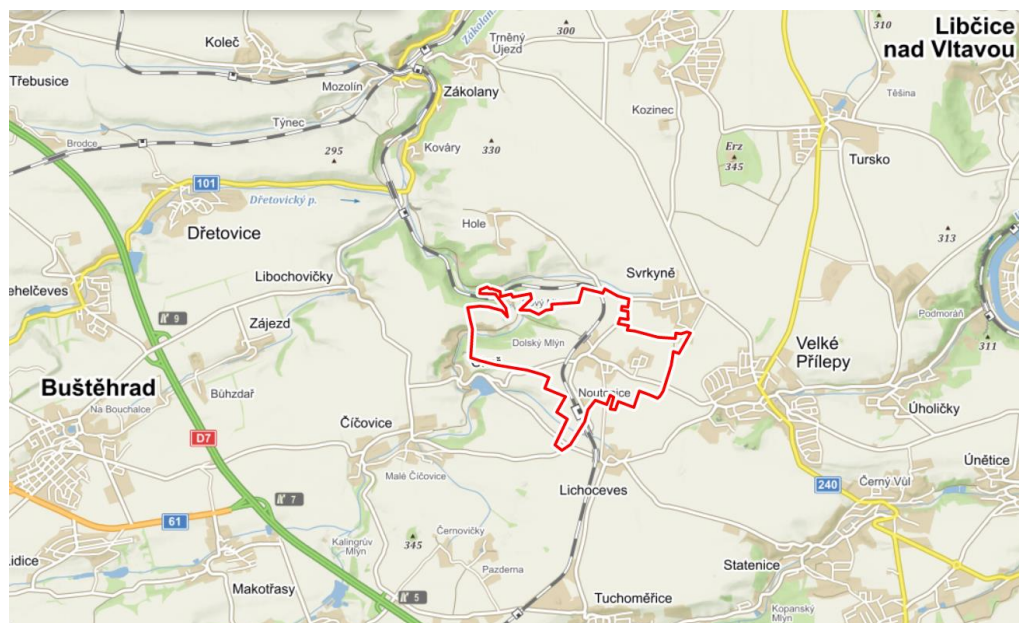 Libčice
nad Vltavou
310
Koleč
Trněný
Újezd
300
Zákolan
Třebusice
Mozolín
Zákolany
Těšina
Týnec
Kozinec
Brodce
295
Kováry
330
Erz
345
Tursko
101
Dřetovický p.
Dřetovice
Hole
313
Libochovičky
Svrkyně
ehelčeves
9
Zájezd
Podmoráň
Dolský Mlýn
Velké
Přílepy
311
Buštěhrad
Bůhzdař
Noutonice
Na Bouchalce
Číčovice
Úholičky
D7
Malé Číčovice
Lichoceves
Únětice
240
Černý Vůl
7
61
Kalingrův
Mlýn
345
Černovičky
idice
Makotřasy
Pazderna
Statenice
5
Tuchoměřice
Kopanský
Mlýn